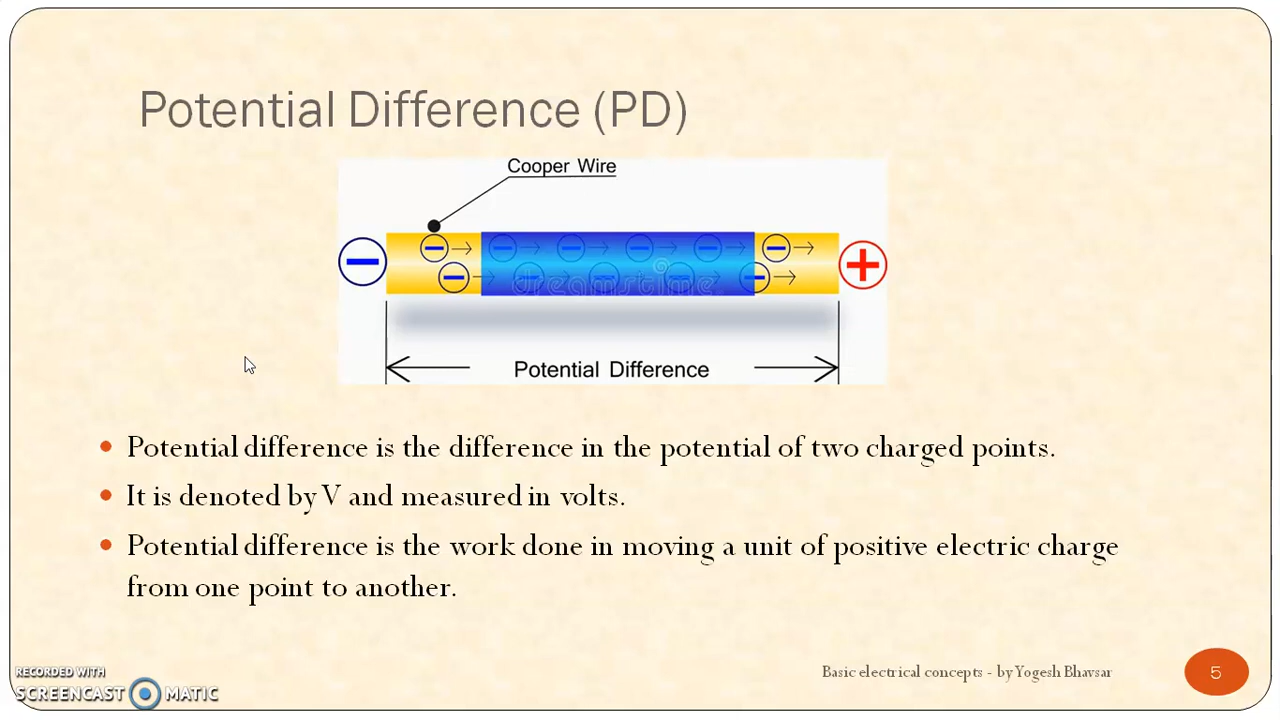 Potential Difference (PD)
Cooper Wire
dreamstime
Potential Difference
• Potential difference is the difference in the potential of two charged points.
• It is denoted by V and measured in volts.
• Potential difference is the work done in moving a unit of positive electric charge
from one point to another.
Basic electrical concepts - by Yogesh Bhavsar
5
RECORDED WITH
SCREENCAST MATIC